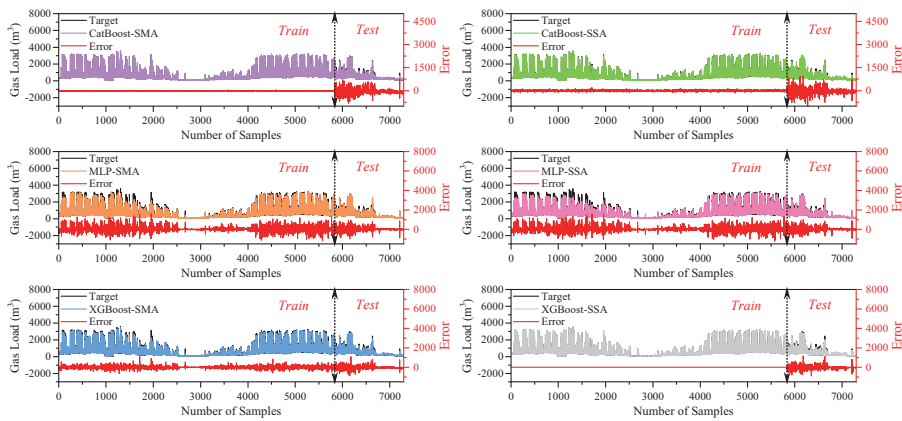 8000
6000
4000
2000
0
-2000
Gas Load (m³)
Target
CatBoost-SMA
Error
Train
Test
4500
3000
1500
0
Error
0 1000 2000 3000 4000 5000 6000 7000
Number of Samples
8000
6000
4000
2000
0
-2000
Gas Load (m³)
Target
CatBoost-SSA
Error
Train
Test
4500
3000
1500
0
Error
0 1000 2000 3000 4000 5000 6000 7000
Number of Samples
8000
6000
4000
2000
0
-2000
Gas Load (m³)
Target
MLP-SMA
Error
Train
Test
8000
6000
4000
2000
0
Error
0 1000 2000 3000 4000 5000 6000 7000
Number of Samples
8000
6000
4000
2000
0
-2000
Gas Load (m³)
Target
MLP-SSA
Error
Train
Test
8000
6000
4000
2000
0
Error
0 1000 2000 3000 4000 5000 6000 7000
Number of Samples
8000
6000
4000
2000
0
-2000
Gas Load (m³)
Target
XGBoost-SMA
Error
Train
Test
8000
6000
4000
2000
0
Error
0 1000 2000 3000 4000 5000 6000 7000
Number of Samples
8000
6000
4000
2000
0
-2000
Gas Load (m³)
Target
XGBoost-SSA
Error
Train
Test
8000
6000
4000
2000
0
Error
0 1000 2000 3000 4000 5000 6000 7000
Number of Samples